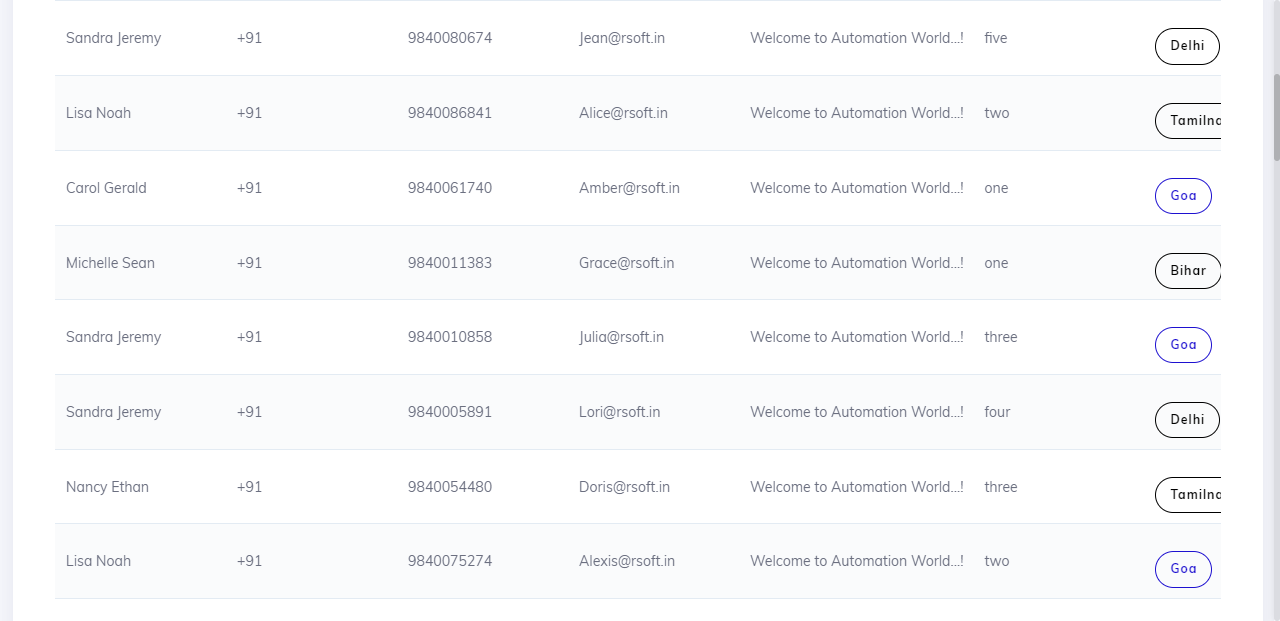 Sandra Jeremy +91 9840080674 Jean@rsoft.in Welcome to Automation World...! five Delhi
Lisa Noah +91 9840086841 Alice@rsoft.in Welcome to Automation World...! two
Carol Gerald +91 9840061740 Amber@rsoft.in Welcome to Automation World...! one Goa
Michelle Sean +91 9840011383 Grace@rsoft.in Welcome to Automation World...! one Bihar
Sandra Jeremy +91 9840010858 Julia@rsoft.in Welcome to Automation World...! three Goa
Sandra Jeremy +91 9840005891 Lori@rsoft.in Welcome to Automation World...! four Delhi
Nancy Ethan +91 9840054480 Doris@rsoft.in Welcome to Automation World...! three
Lisa Noah +91 9840075274 Alexis@rsoft.in Welcome to Automation World...! two Goa